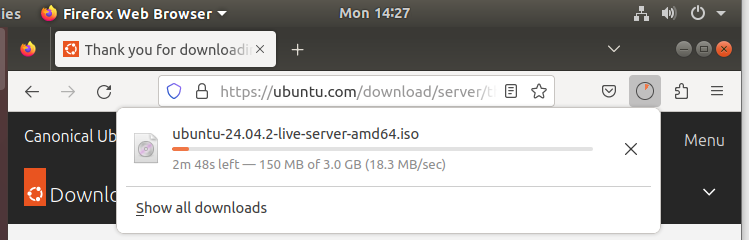 ies Firefox Web Browser Mon 14:27
Thank you for downloadin
https://ubuntu.com/download/server/t
Canonical Ub
ubuntu-24.04.2-live-server-amd64.iso
Menu
2m 48s left — 150 MB of 3.0 GB (18.3 MB/sec)
Downlo
Show all downloads